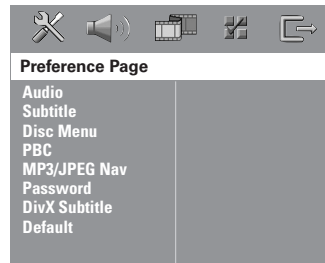 Preference Page
Audio
Subtitle
Disc Menu
PBC
MP3/JPEG Nav
Password
DivX Subtitle
Default